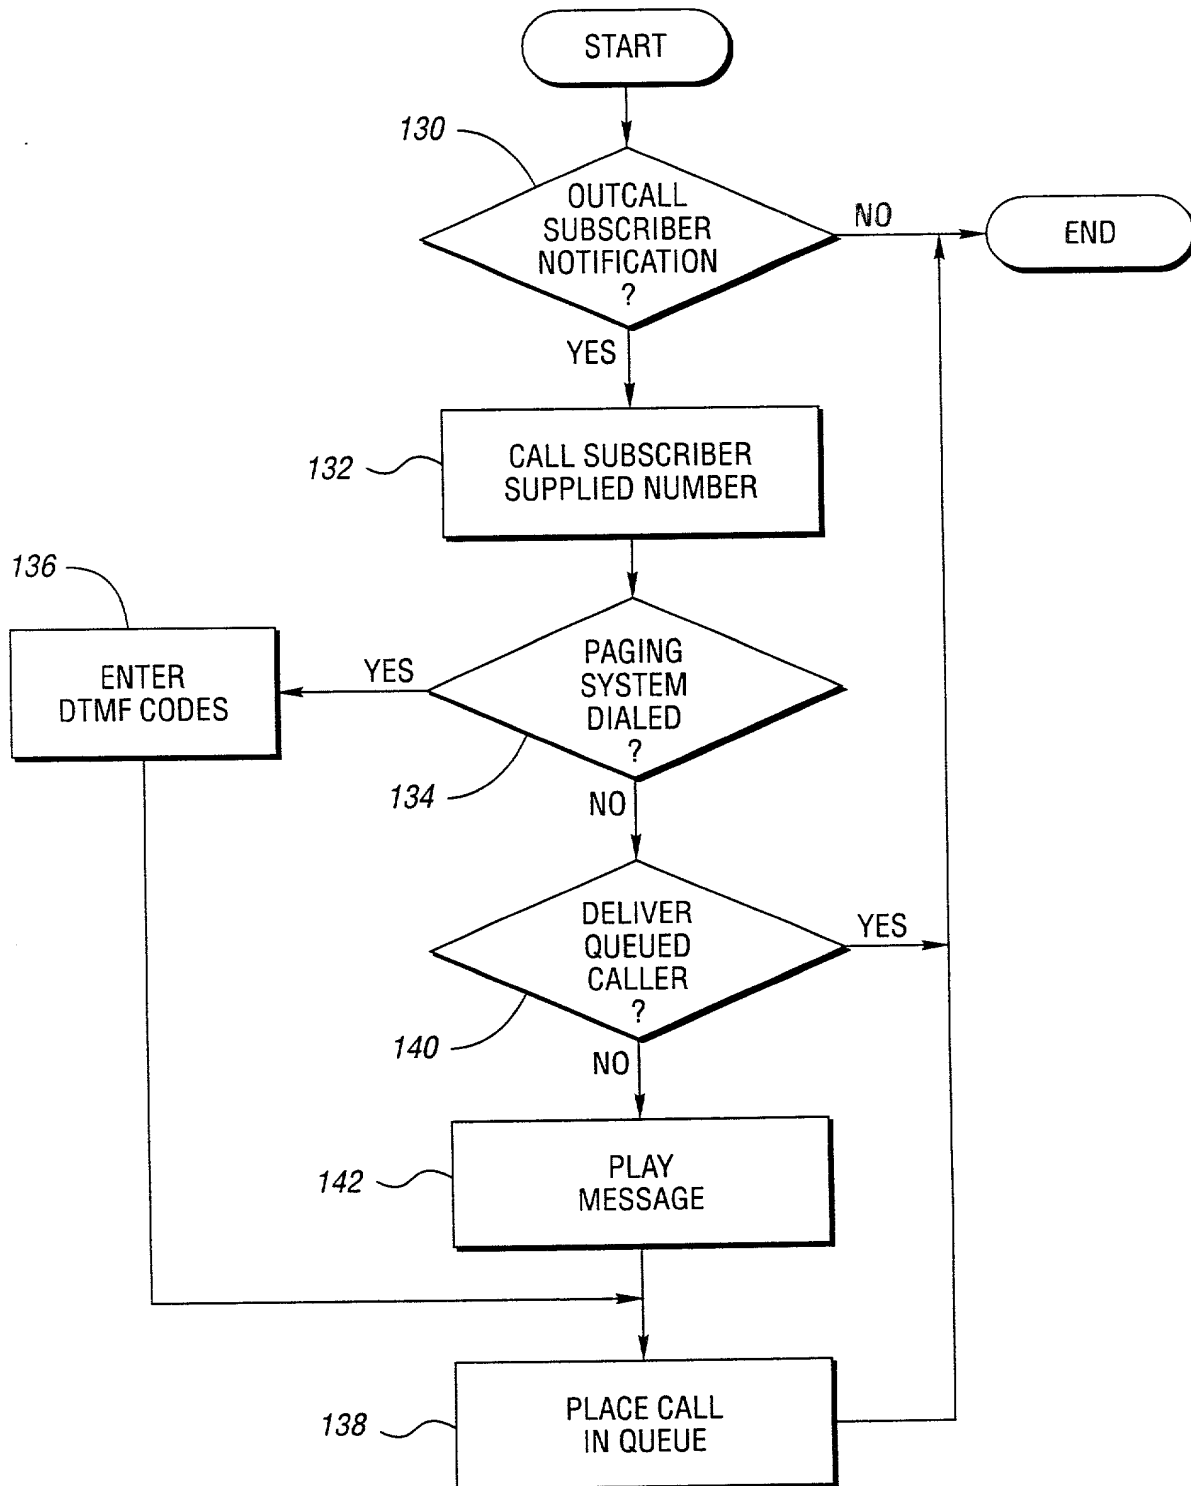 START
130
OUTCALL
SUBSCRIBER
NOTIFICATION
?
NO
END
YES
132
CALL SUBSCRIBER
SUPPLIED NUMBER
136
ENTER
DTMF CODES
YES
PAGING
SYSTEM
DIALED
?
134
NO
DELIVER
QUEUED
CALLER
?
YES
140
NO
142
PLAY
MESSAGE
138
PLACE CALL
IN QUEUE